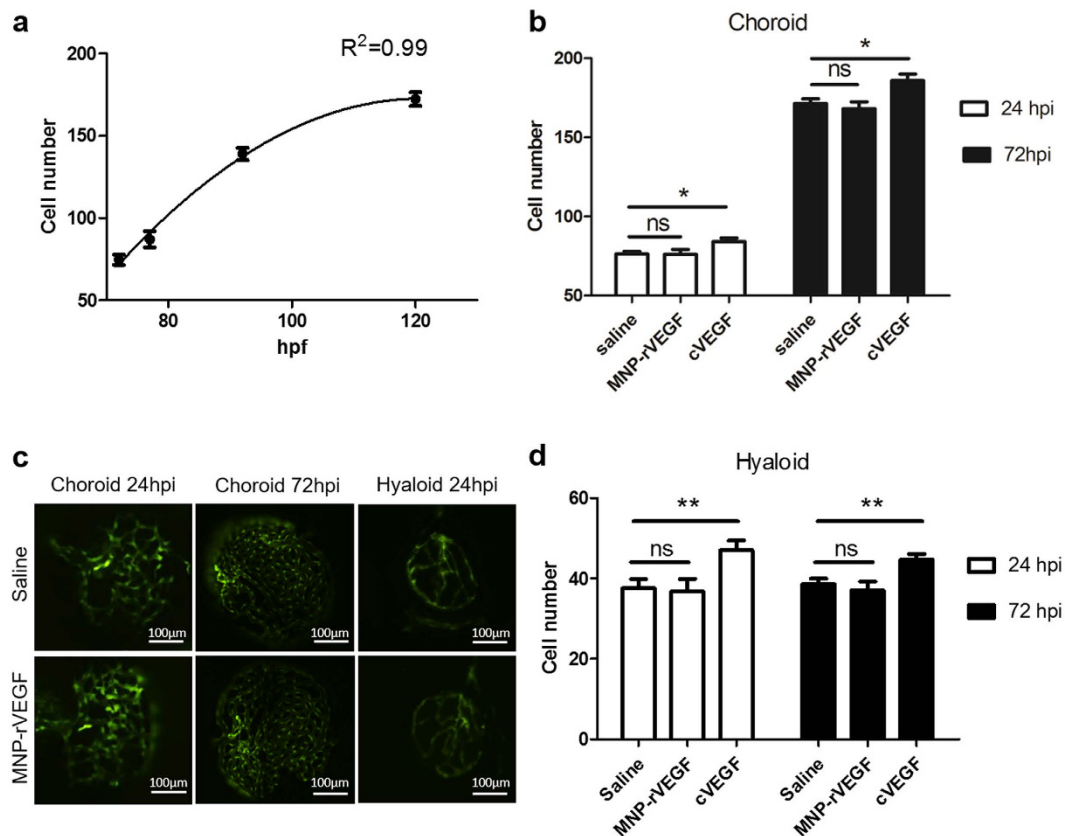 a
R²=0.99
Cell number
200
150
100
50
80
100
120
hpf
b
Choroid
Cell number
200
150
100
50
*
ns
*
ns
saline
MNP-rVEGF
cVEGF
saline
MNP-rVEGF
cVEGF
24 hpi
72hpi
c
Choroid 24hpi
Choroid 72hpi
Hyaloid 24hpi
Saline
100μm
100μm
100μm
MNP-rVEGF
100μm
100μm
100μm
d
Hyaloid
Cell number
60
40
20
0
**
ns
**
ns
Saline
MNP-rVEGF
cVEGF
Saline
MNP-rVEGF
cVEGF
24 hpi
72 hpi